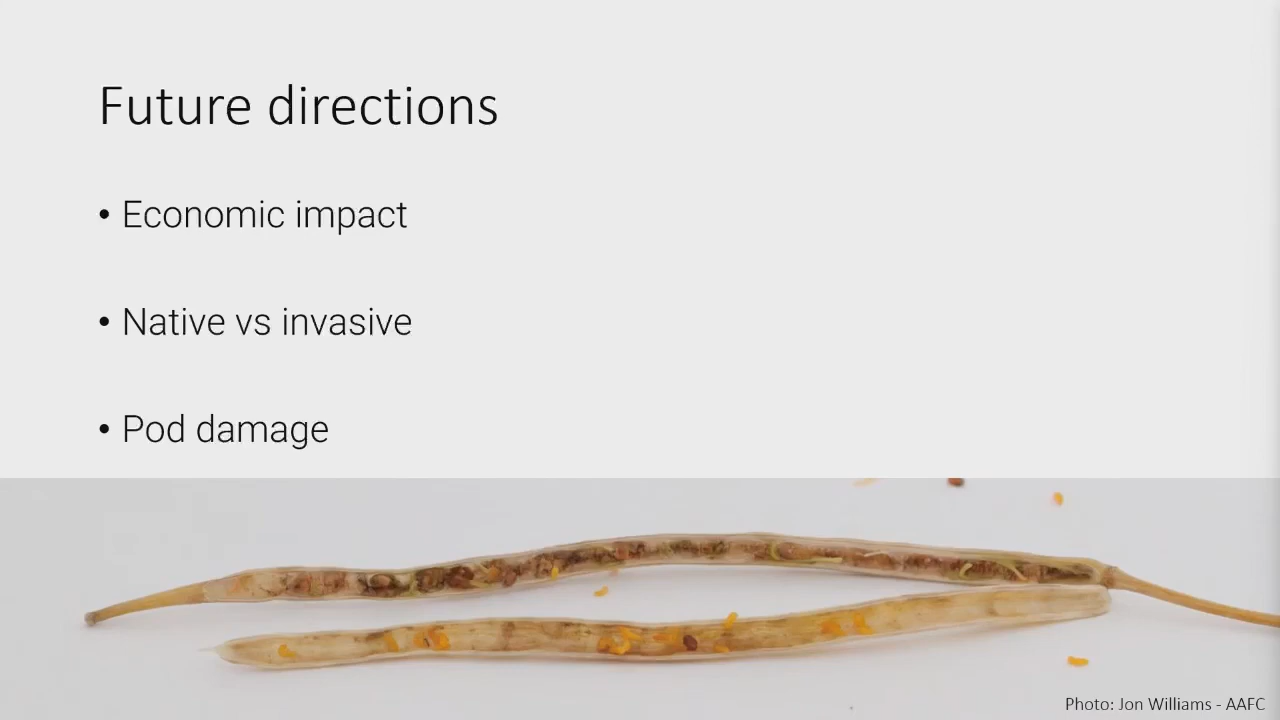 Future directions
• Economic impact
• Native vs invasive
• Pod damage
Photo: Jon Williams - AAFC